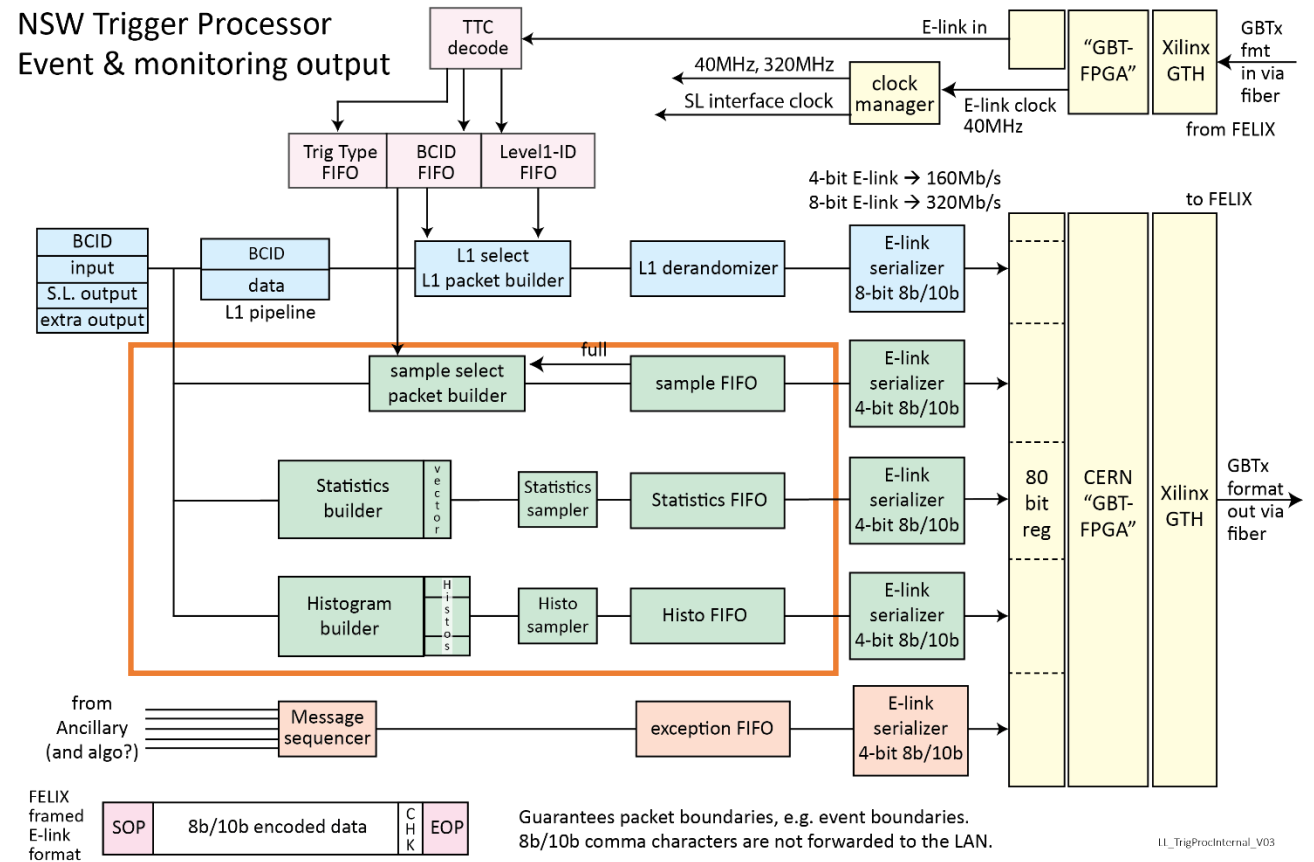 NSW Trigger Processor
Event & monitoring output
TTC
decode
E-link in
"GBT-
FPGA"
Xilinx
GTH
GBTx
fmt
in via
fiber
from FELIX
40MHz, 320MHz
SL interface clock
clock
manager
E-link clock
40MHz
Trig Type
FIFO
BCID
FIFO
Level1-ID
FIFO
4-bit E-link → 160Mb/s
8-bit E-link → 320Mb/s
to FELIX
BCID
input
S.L. output
extra output
BCID
data
L1 pipeline
L1 select
L1 packet builder
L1 derandomizer
E-link
serializer
8-bit 8b/10b
full
sample select
packet builder
sample FIFO
E-link
serializer
4-bit 8b/10b
Statistics
builder
vector
Statistics
sampler
Statistics FIFO
E-link
serializer
4-bit 8b/10b
80
bit
reg
CERN
"GBT-
FPGA"
Xilinx
GTH
GBTx
format
out via
fiber
Histogram
builder
Histos
Histo
sampler
Histo FIFO
E-link
serializer
4-bit 8b/10b
from
Ancillary
(and algo?)
Message
sequencer
exception FIFO
E-link
serializer
4-bit 8b/10b
FELIX
framed
E-link
format
SOP
8b/10b encoded data
CHK
EOP
Guarantees packet boundaries, e.g. event boundaries.
8b/10b comma characters are not forwarded to the LAN.
LL_TrigProcInternal_V03